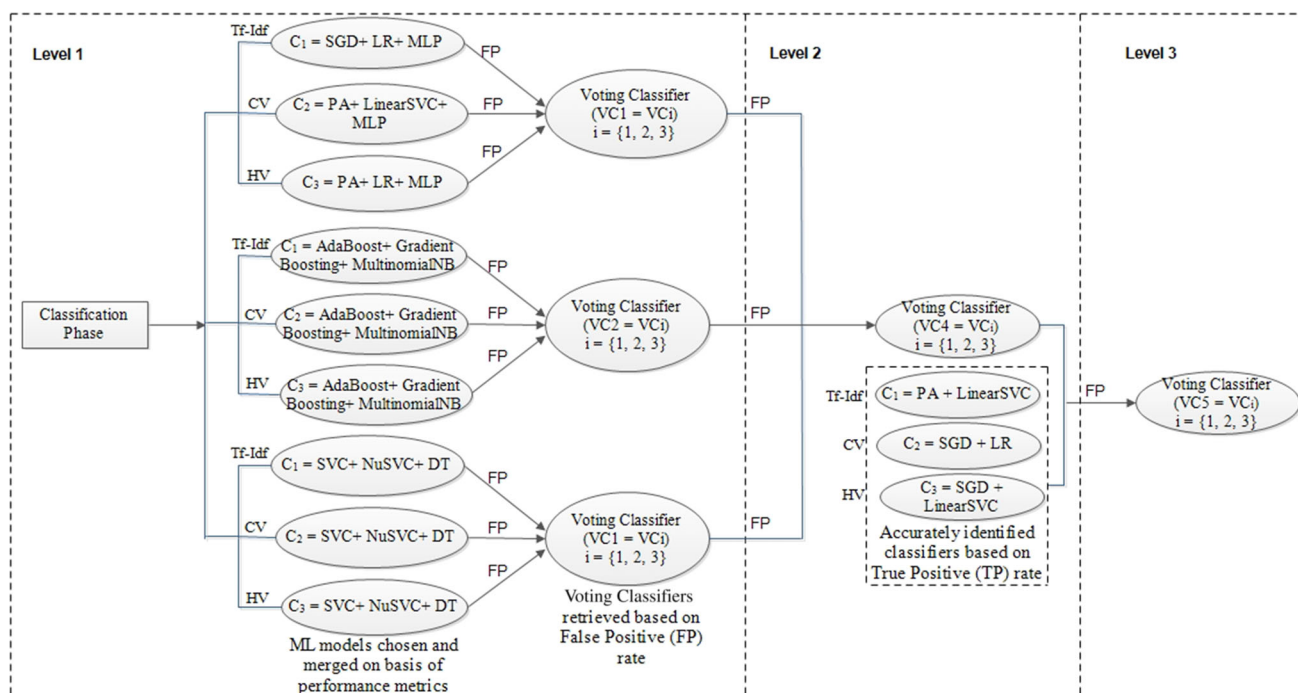 Level 1
Level 2
Level 3
Classification
Phase
Tf-Idf
C₁ = SGD+ LR+ MLP
FP
CV
C₂ = PA+ LinearSVC+
MLP
FP
HV
C₃ = PA+ LR+ MLP
FP
Voting Classifier
(VC1 = VCi)
i = {1, 2, 3}
FP
Tf-Idf
C₁ = AdaBoost+ Gradient
Boosting+ MultinomialNB
FP
CV
C₂ = AdaBoost+ Gradient
Boosting+ MultinomialNB
FP
HV
C₃ = AdaBoost+ Gradient
Boosting+ MultinomialNB
FP
Voting Classifier
(VC2 = VCi)
i = {1, 2, 3}
FP
Tf-Idf
C₁ = SVC+ NuSVC+ DT
FP
CV
C₂ = SVC+ NuSVC+ DT
FP
HV
C₃ = SVC+ NuSVC+ DT
FP
Voting Classifier
(VC1 = VCi)
i = {1, 2, 3}
FP
ML models chosen and
merged on basis of
performance metrics
Voting Classifiers
retrieved based on
False Positive (FP)
rate
Voting Classifier
(VC4 = VCi)
i = {1, 2, 3}
Tf-Idf
C₁ = PA + LinearSVC
CV
C₂ = SGD + LR
HV
C₃ = SGD +
LinearSVC
Accurately identified
classifiers based on
True Positive (TP) rate
FP
Voting Classifier
(VC5 = VCi)
i = {1, 2, 3}